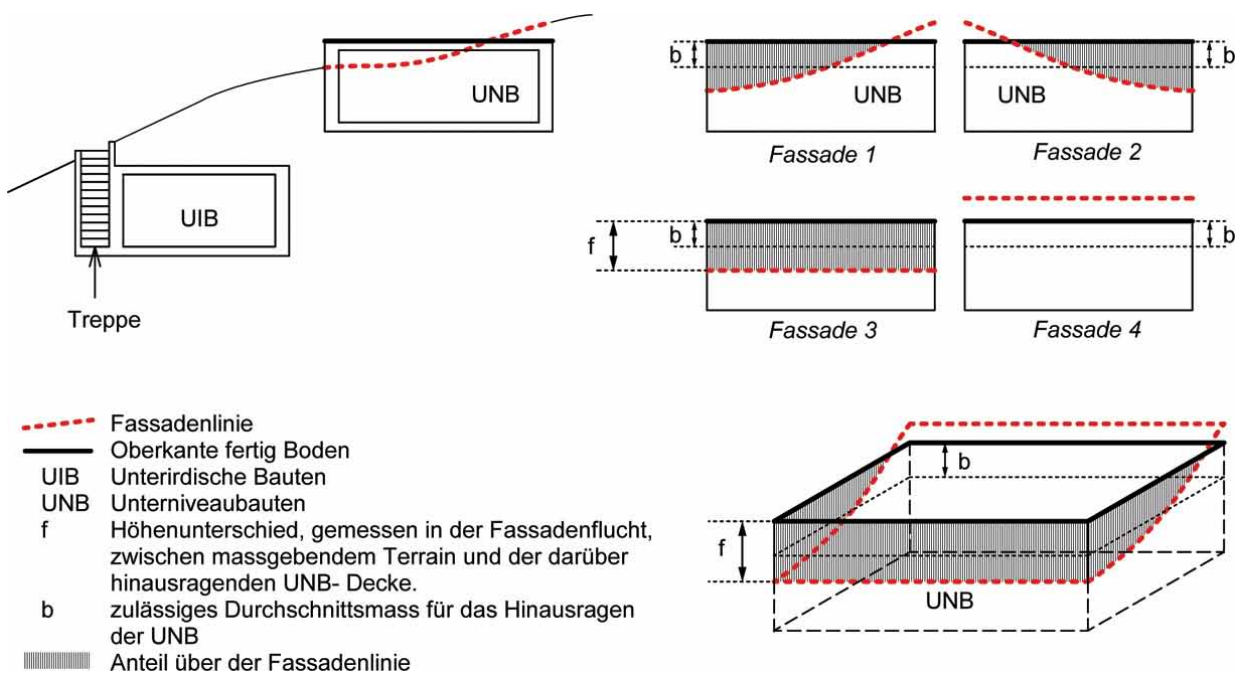 UNB
UIB
Treppe
b
UNB
Fassade 1
b
UNB
Fassade 2
f
b
Fassade 3
b
Fassade 4
Fassadenlinie
Oberkante fertig Boden
UIB Unterirdische Bauten
UNB Unterniveaubauten
f Höhenunterschied, gemessen in der Fassadenflucht,
zwischen massgebendem Terrain und der darüber
hinausragenden UNB- Decke.
b zulässiges Durchschnittsmass für das Hinausragen
der UNB
Anteil über der Fassadenlinie
b
f
UNB